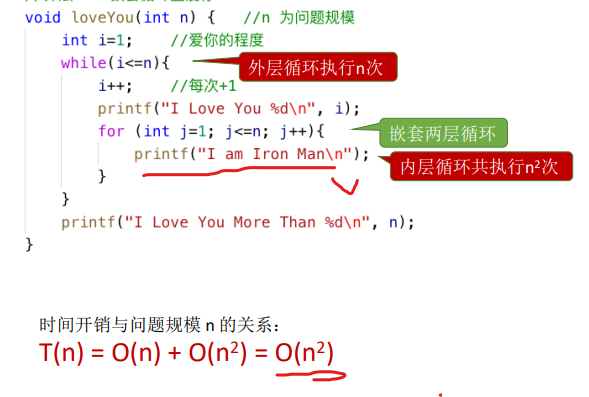 void loveYou(int n) {   //n 为问题规模
int i=1;   //爱你的程度
while(i<=n){
外层循环执行n次
i++;   //每次+1
printf("I Love You %d\n", i);
for (int j=1; j<=n; j++){
嵌套两层循环
printf("I am Iron Man\n");
内层循环共执行n²次
}
}
printf("I Love You More Than %d\n", n);
}
时间开销与问题规模 n 的关系：
T(n) = O(n) + O(n²) = O(n²)